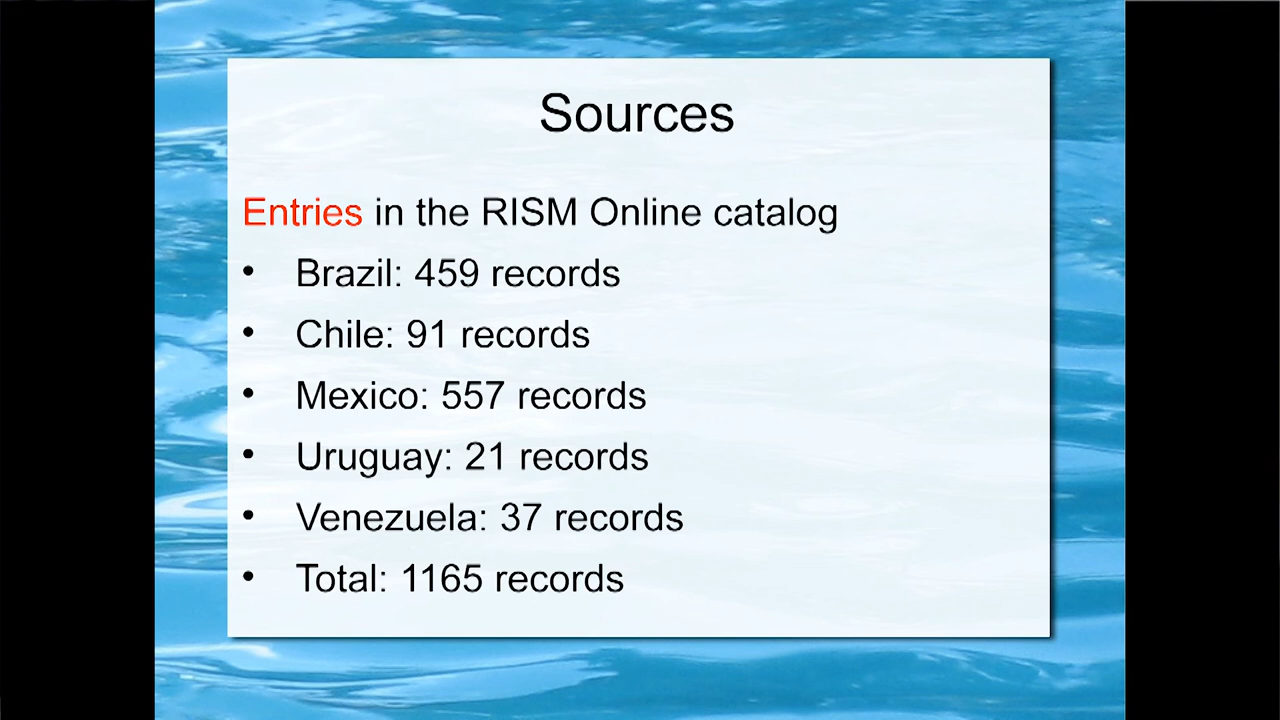 Sources
Entries in the RISM Online catalog
• Brazil: 459 records
• Chile: 91 records
• Mexico: 557 records
• Uruguay: 21 records
• Venezuela: 37 records
• Total: 1165 records